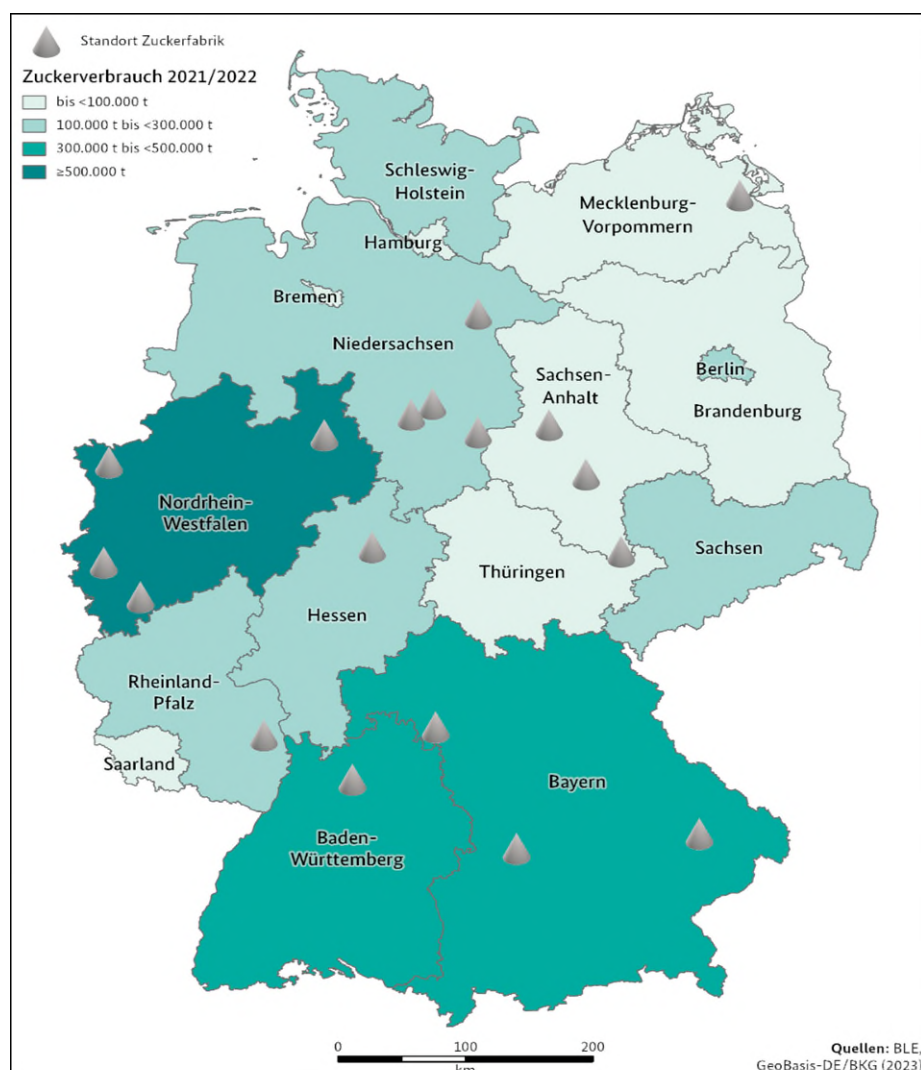 Standort Zuckerfabrik
Zuckerverbrauch 2021/2022
bis <100.000 t
100.000 t bis <300.000 t
300.000 t bis <500.000 t
≥500.000 t
Schleswig-
Holstein
Mecklenburg-
Vorpommern
Hamburg
Bremen
Niedersachsen
Sachsen-
Anhalt
Berlin
Brandenburg
Nordrhein-
Westfalen
Sachsen
Thüringen
Hessen
Rheinland-
Pfalz
Saarland
Bayern
Baden-
Württemberg
0 100 200
km
Quellen: BLE,
GeoBasis-DE/BKG (2023)